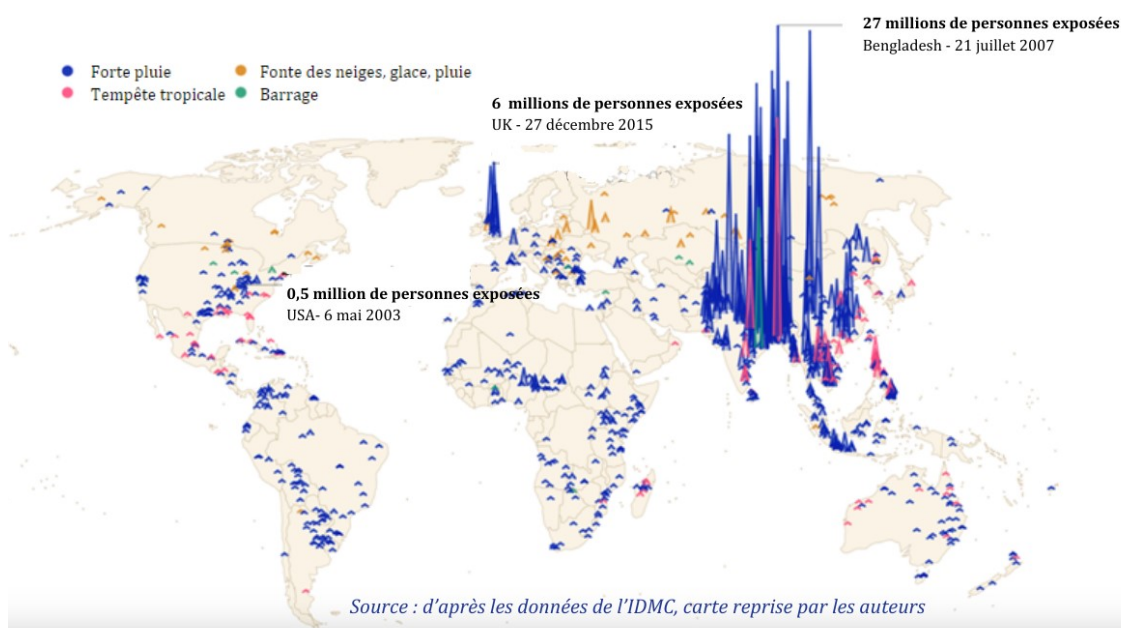 27 millions de personnes exposées
Bengladesh - 21 juillet 2007
Forte pluie
Fonte des neiges, glace, pluie
Tempête tropicale
Barrage
6 millions de personnes exposées
UK - 27 décembre 2015
0,5 million de personnes exposées
USA- 6 mai 2003
Source : d’après les données de l’IDMC, carte reprise par les auteurs